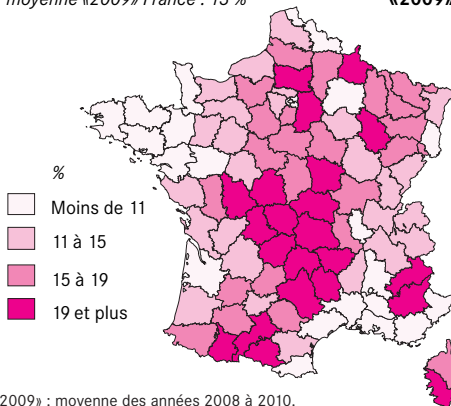 moyenne «2009» France : 13 %
«2009»
%
Moins de 11
11 à 15
15 à 19
19 et plus
2009» : moyenne des années 2008 à 2010.